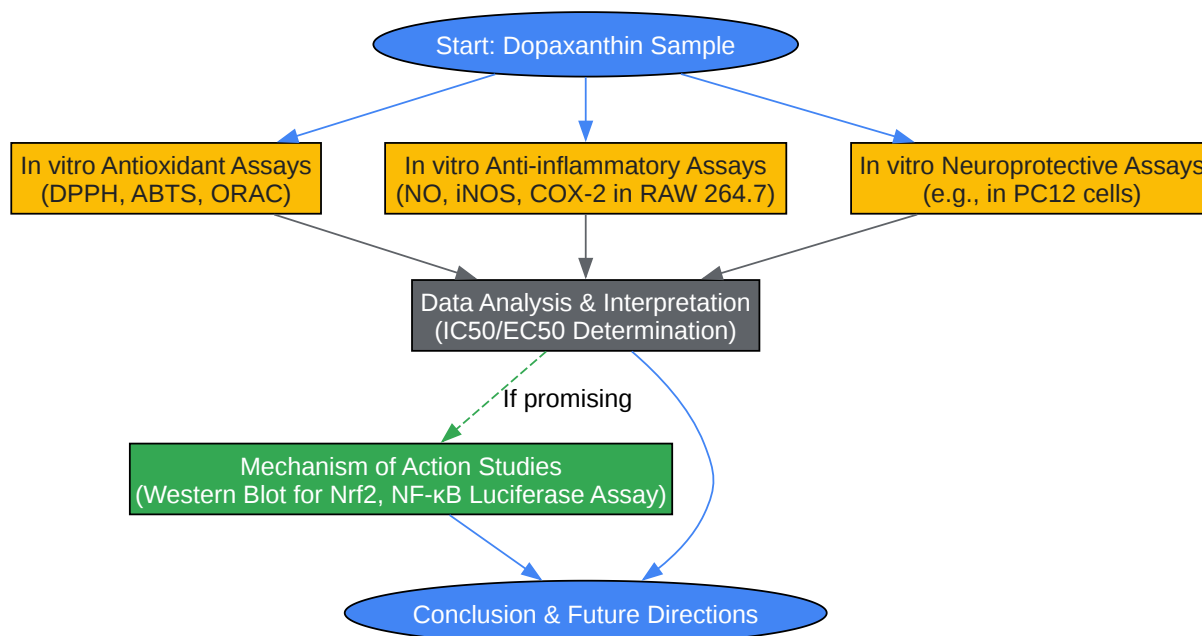 Start: Dopaxanthin Sample
In vitro Antioxidant Assays
(DPPH, ABTS, ORAC)
In vitro Anti-inflammatory Assays
(NO, iNOS, COX-2 in RAW 264.7)
In vitro Neuroprotective Assays
(e.g., in PC12 cells)
Data Analysis & Interpretation
(IC50/EC50 Determination)
If promising
Mechanism of Action Studies
(Western Blot for Nrf2, NF-κB Luciferase Assay)
Conclusion & Future Directions